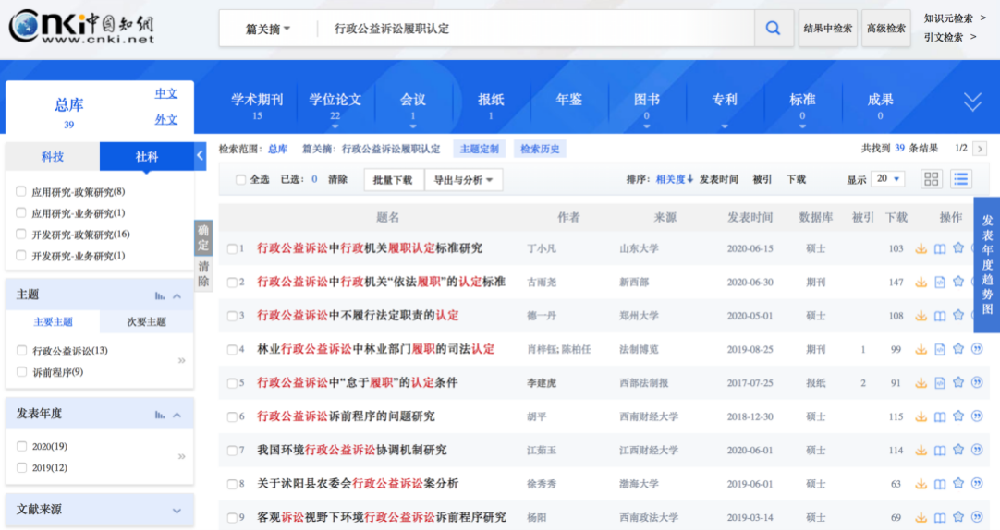 cnki中国知网
www.cnki.net
篇关摘 行政公益诉讼履职认定 结果中检索 高级检索 知识元检索 >
引文检索 >
总库
39
中文
外文
学术期刊 学位论文 会议 报纸 年鉴 图书 专利 标准 成果
15 22 1 1 0 0 0
科技 社科
应用研究-政策研究(8)
应用研究-业务研究(1)
开发研究-政策研究(16)
开发研究-业务研究(1)
确定
清除
主题
主要主题 次要主题
行政公益诉讼(13)
诉前程序(9)
发表年度
2020(19)
2019(12)
文献来源
检索范围: 总库 篇关摘: 行政公益诉讼履职认定 主题定制 检索历史 共找到 39 条结果 1/2 >
全选 已选: 0 清除 批量下载 导出与分析 排序: 相关度↓ 发表时间 被引 下载 显示 20
题名 作者 来源 发表时间 数据库 被引 下载 操作
1 行政公益诉讼中行政机关履职认定标准研究 丁小凡 山东大学 2020-06-15 硕士 103
2 行政公益诉讼中行政机关“依法履职”的认定标准 古雨尧 新西部 2020-06-30 期刊 147
3 行政公益诉讼中不履行法定职责的认定 德一丹 郑州大学 2020-05-01 硕士 108
4 林业行政公益诉讼中林业部门履职的司法认定 肖梓钰; 陈柏任 法制博览 2019-08-25 期刊 1 99
5 行政公益诉讼中“怠于履职”的认定条件 李建虎 西部法制报 2017-07-25 报纸 2 91
6 行政公益诉讼诉前程序的问题研究 胡平 西南财经大学 2018-12-30 硕士 115
7 我国环境行政公益诉讼协调机制研究 江茹玉 江西财经大学 2020-06-01 硕士 114
8 关于沭阳县农委会行政公益诉讼案分析 徐秀秀 渤海大学 2019-06-01 硕士 63
9 客观诉讼视野下环境行政公益诉讼诉前程序研究 杨阳 西南政法大学 2019-03-14 硕士 69
发表年度趋势图